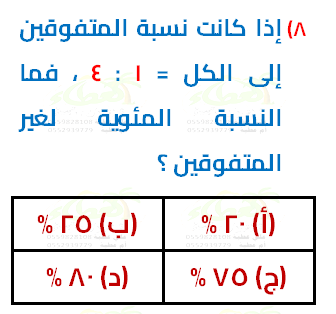 ٨) إذا كانت نسبة المتفوقين
إلى الكل = ١ : ٤ ، فما
النسبة المئوية لغير
المتفوقين ؟
(أ) ٢٠ %
(ب) ٢٥ %
(ج) ٧٥ %
(د) ٨٠ %